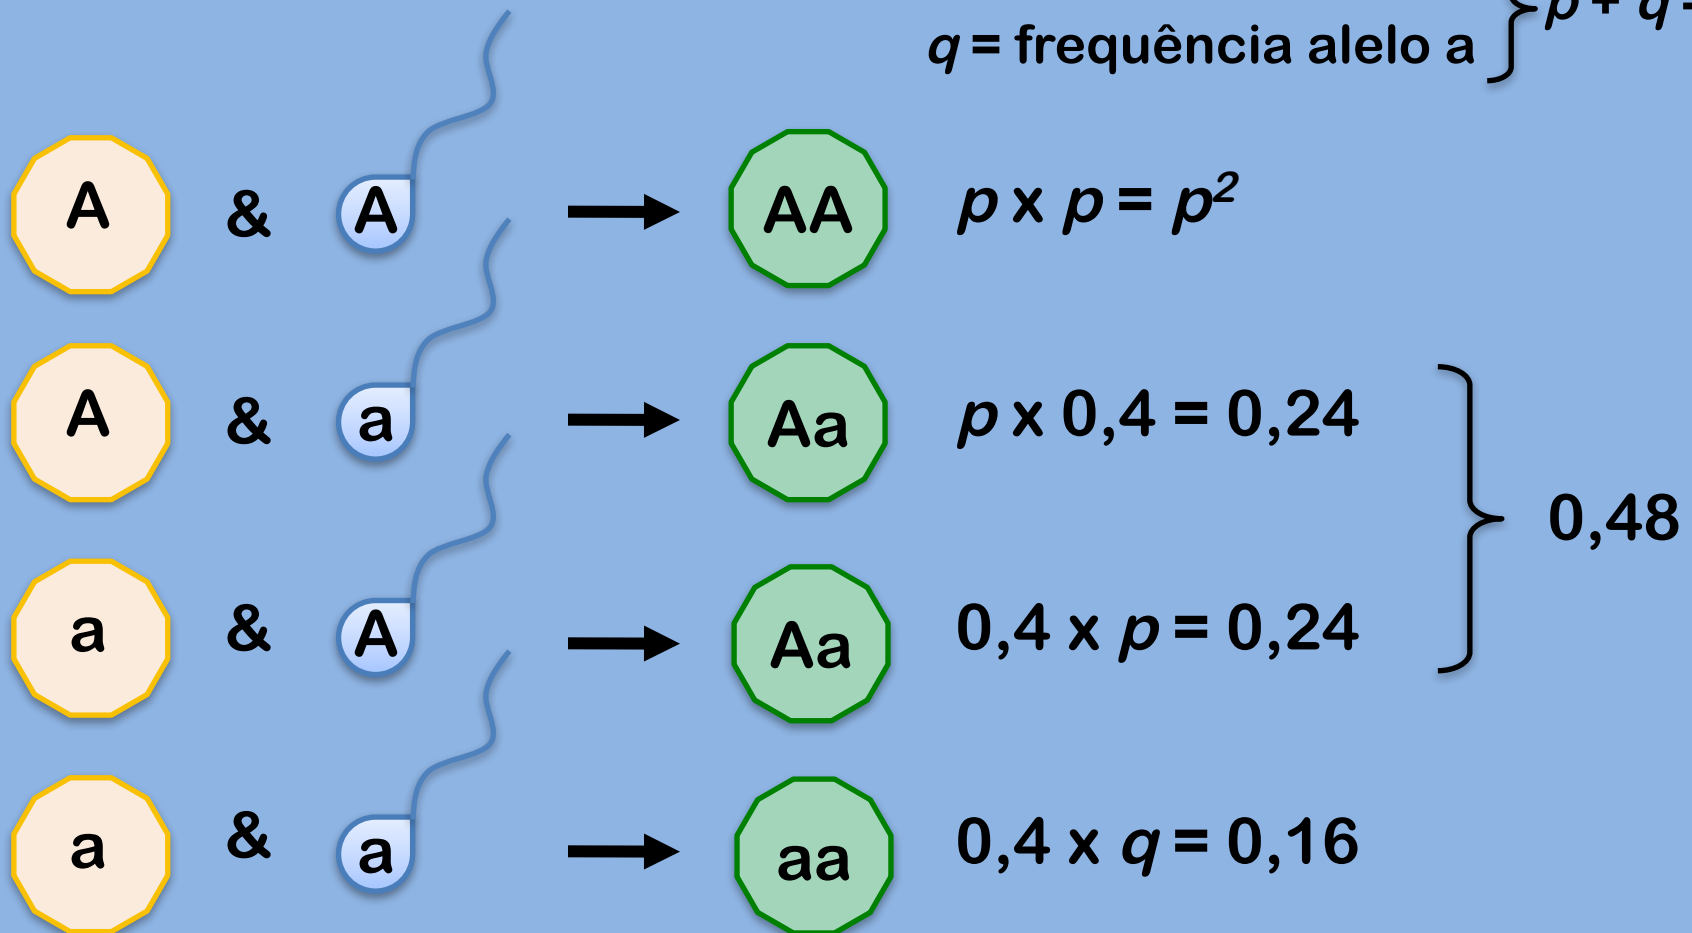 p + q =
q = frequência alelo a
A & A AA p x p = p²
A & a Aa p x 0,4 = 0,24
0,48
a & A Aa 0,4 x p = 0,24
a & a aa 0,4 x q = 0,16